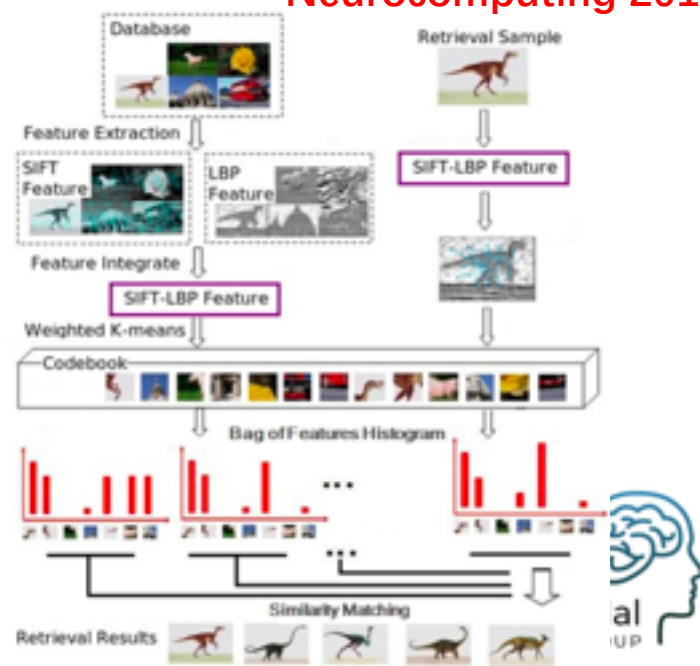 Neurocomputing 201
Database
Retrieval Sample
Feature Extraction
SIFT
Feature
LBP
Feature
SIFT-LBP Feature
Feature Integrate
SIFT-LBP Feature
Weighted K-means
Codebook
Bag of Features Histogram
...
...
Similarity Matching
Retrieval Results
al
OUP